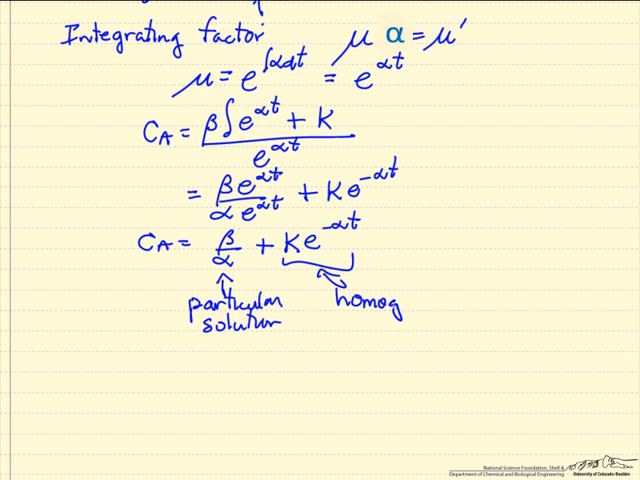 Integrating factor μ α = μ'
μ = e^{∫αdt} = e^{αt}
C_A = (β∫e^{αt} + K) / e^{αt}
= βe^{αt} / αe^{αt} + Ke^{-αt}
C_A = β/α + Ke^{-αt}
particular homog
solution
National Science Foundation, Shell &
Department of Chemical and Biological Engineering University of Colorado Boulder